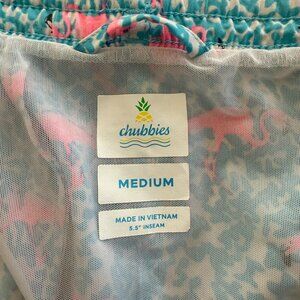 chubbies
MEDIUM
MADE IN VIETNAM
5.5" INSEAM